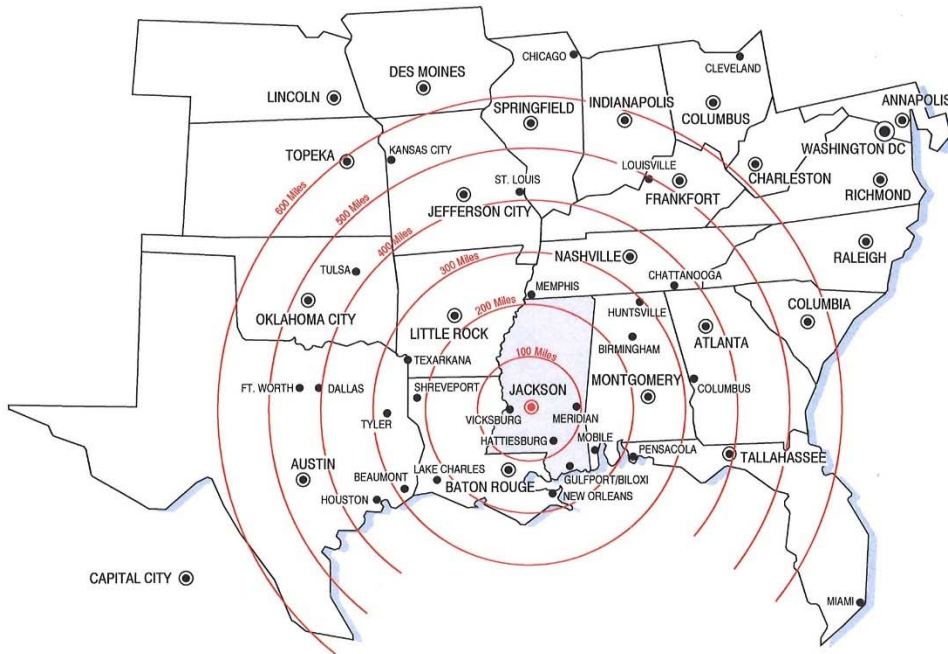 CHICAGO
CLEVELAND
DES MOINES
LINCOLN
SPRINGFIELD
INDIANAPOLIS
COLUMBUS
ANNAPOLIS
WASHINGTON DC
TOPEKA
KANSAS CITY
ST. LOUIS
LOUISVILLE
CHARLESTON
FRANKFORT
RICHMOND
JEFFERSON CITY
600 Miles
500 Miles
400 Miles
300 Miles
200 Miles
100 Miles
NASHVILLE
RALEIGH
TULSA
CHATTANOOGA
MEMPHIS
OKLAHOMA CITY
HUNTSVILLE
COLUMBIA
LITTLE ROCK
ATLANTA
BIRMINGHAM
TEXARKANA
FT. WORTH
DALLAS
SHREVEPORT
JACKSON
MONTGOMERY
COLUMBUS
TYLER
VICKSBURG
MERIDIAN
HATTIESBURG
MOBILE
PENSACOLA
TALLAHASSEE
AUSTIN
BEAUMONT
LAKE CHARLES
BATON ROUGE
GULFPORT/BILOXI
NEW ORLEANS
HOUSTON
CAPITAL CITY
MIAMI